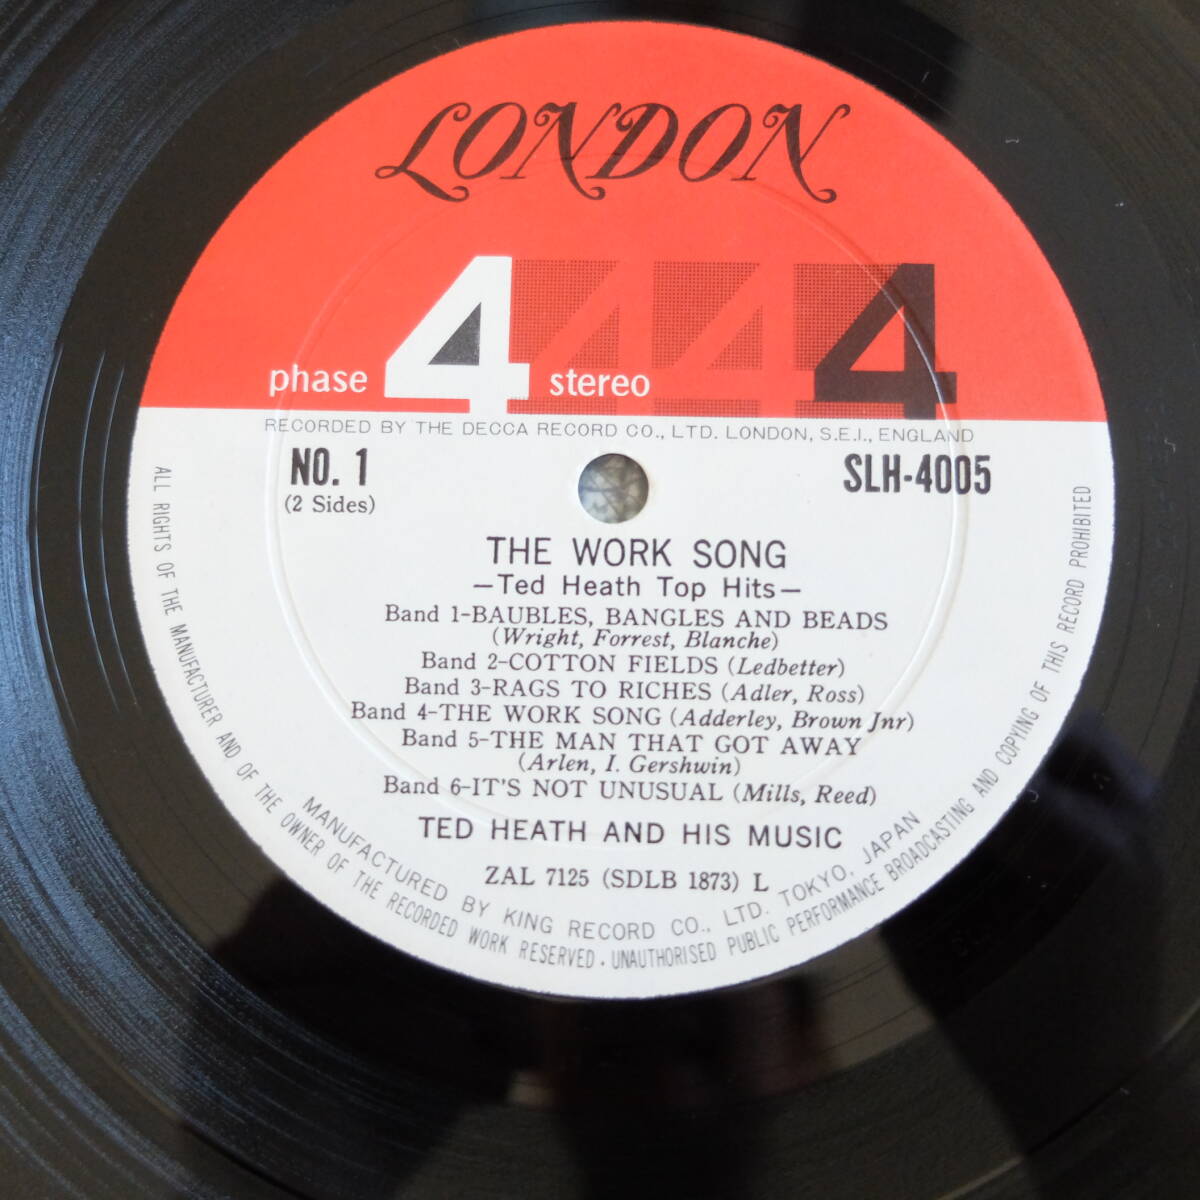 LONDON
phase 4 stereo 4 4 4
RECORDED BY THE DECCA RECORD CO., LTD. LONDON, S.E.I., ENGLAND
NO. 1
SLH-4005
(2 Sides)
THE WORK SONG
—Ted Heath Top Hits—
Band 1-BAUBLES, BANGLES AND BEADS
(Wright, Forrest, Blanche)
Band 2-COTTON FIELDS (Ledbetter)
Band 3-RAGS TO RICHES (Adler, Ross)
Band 4-THE WORK SONG (Adderley, Brown Jnr)
Band 5-THE MAN THAT GOT AWAY
(Arlen, I. Gershwin)
Band 6-IT'S NOT UNUSUAL (Mills, Reed)
TED HEATH AND HIS MUSIC
ZAL 7125 (SDLB 1873) L
MANUFACTURED BY KING RECORD CO., LTD. TOKYO, JAPAN
ALL RIGHTS OF THE MANUFACTURER AND OF THE OWNER OF THE RECORDED WORK RESERVED. UNAUTHORISED PUBLIC PERFORMANCE BROADCASTING AND COPYING OF THIS RECORD PROHIBITED